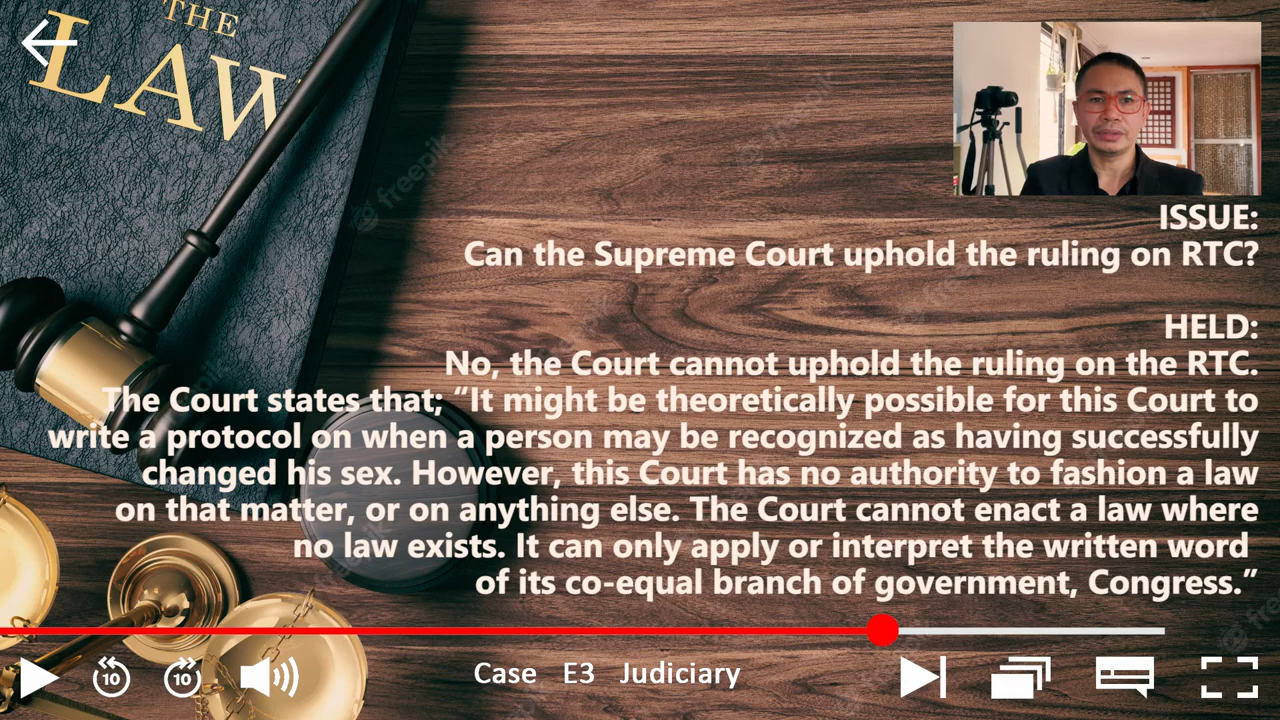 THE
LAW
ISSUE:
Can the Supreme Court uphold the ruling on RTC?
HELD:
No, the Court cannot uphold the ruling on the RTC.
The Court states that; “It might be theoretically possible for this Court to
write a protocol on when a person may be recognized as having successfully
changed his sex. However, this Court has no authority to fashion a law
on that matter, or on anything else. The Court cannot enact a law where
no law exists. It can only apply or interpret the written word
of its co-equal branch of government, Congress.”
10
10
Case E3 Judiciary
freepik